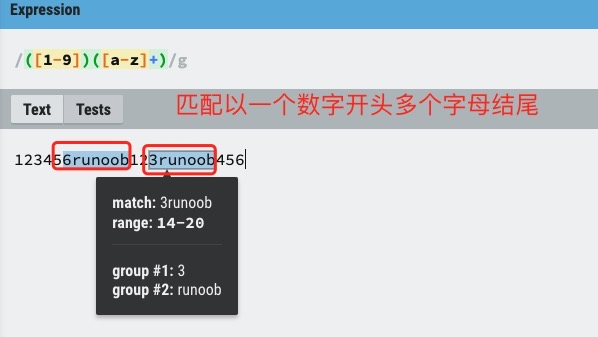 Expression
/([1-9])([a-z]+)/g
Text Tests 匹配以一个数字开头多个字母结尾
123456runoob123runoob456
match: 3runoob
range: 14-20
group #1: 3
group #2: runoob